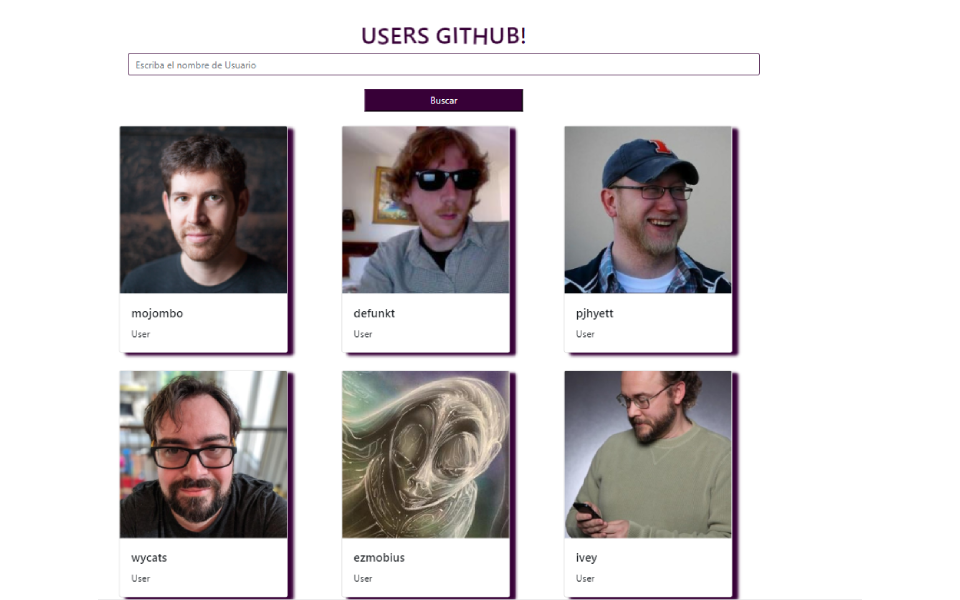 USERS GITHUB!
Escriba el nombre de Usuario
Buscar
mojombo
User
defunkt
User
pjhyett
User
wycats
User
ezmobius
User
ivey
User